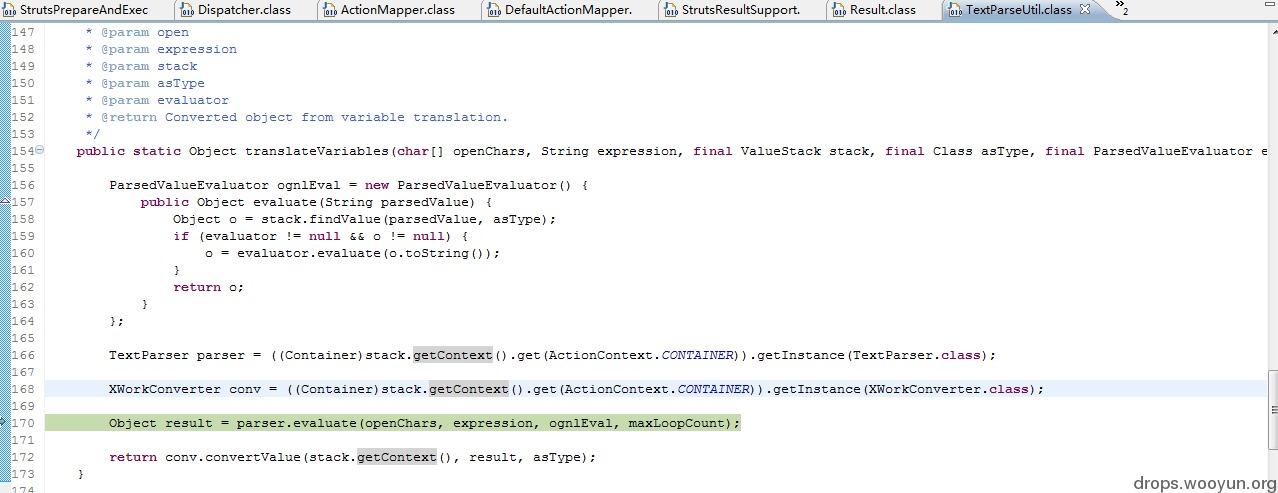 StrutsPrepareAndExec Dispatcher.class ActionMapper.class DefaultActionMapper. StrutsResultSupport. Result.class TextParseUtil.class »2
147 * @param open
148 * @param expression
149 * @param stack
150 * @param asType
151 * @param evaluator
152 * @return Converted object from variable translation.
153 */
154 public static Object translateVariables(char[] openChars, String expression, final ValueStack stack, final Class asType, final ParsedValueEvaluator e
155
156 ParsedValueEvaluator ognlEval = new ParsedValueEvaluator() {
157 public Object evaluate(String parsedValue) {
158 Object o = stack.findValue(parsedValue, asType);
159 if (evaluator != null && o != null) {
160 o = evaluator.evaluate(o.toString());
161 }
162 return o;
163 }
164 };
165
166 TextParser parser = ((Container)stack.getContext().get(ActionContext.CONTAINER)).getInstance(TextParser.class);
167
168 XWorkConverter conv = ((Container)stack.getContext().get(ActionContext.CONTAINER)).getInstance(XWorkConverter.class);
169
170 Object result = parser.evaluate(openChars, expression, ognlEval, maxLoopCount);
171
172 return conv.convertValue(stack.getContext(), result, asType);
173 }
174
drops.wooyun.org